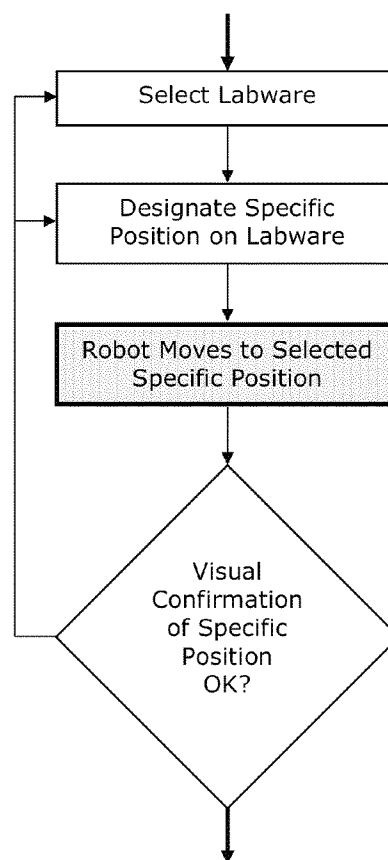 Select Labware
Designate Specific
Position on Labware
Robot Moves to Selected
Specific Position
Visual
Confirmation
of Specific
Position
OK?